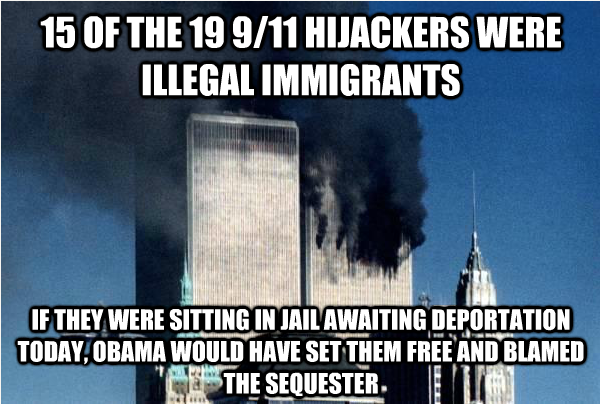 15 OF THE 19 9/11 HIJACKERS WERE
ILLEGAL IMMIGRANTS
IF THEY WERE SITTING IN JAIL AWAITING DEPORTATION
TODAY, OBAMA WOULD HAVE SET THEM FREE AND BLAMED
THE SEQUESTER